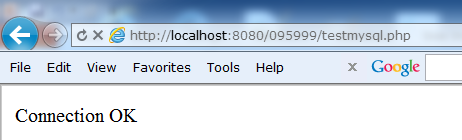 http://localhost:8080/095999/testmysql.php
File Edit View Favorites Tools Help x Google
Connection OK